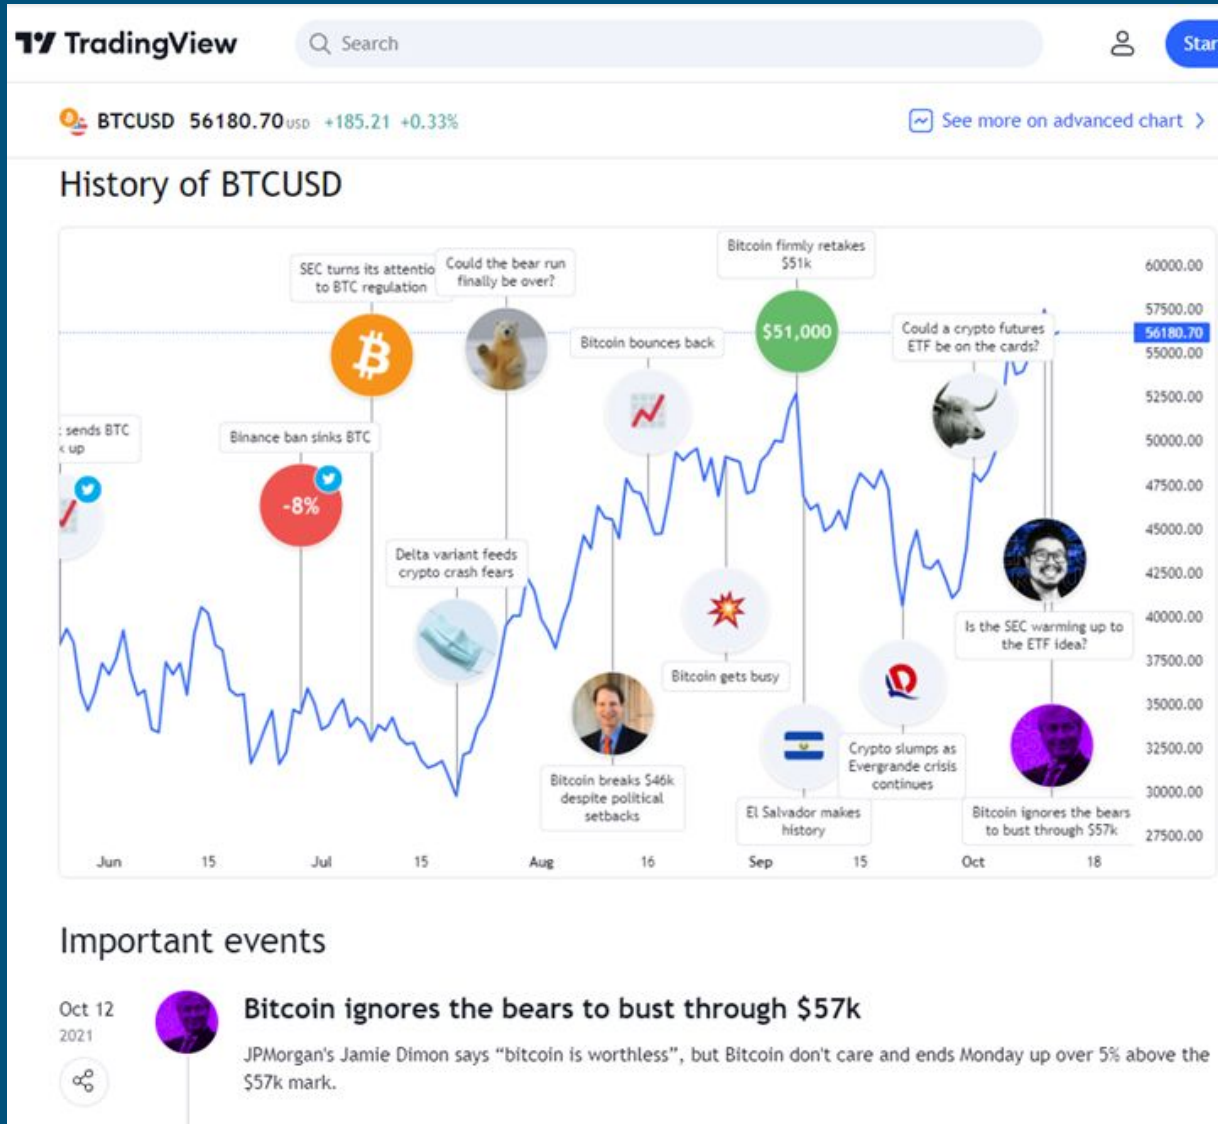 TradingView
Search
Star
BTCUSD 56180.70 USD +185.21 +0.33%
See more on advanced chart
History of BTCUSD
Bitcoin firmly retakes
$51k
SEC turns its attentio
to BTC regulation
Could the bear run
finally be over?
60000.00
57500.00
56180.70
55000.00
52500.00
50000.00
47500.00
45000.00
42500.00
40000.00
37500.00
35000.00
32500.00
30000.00
27500.00
$51,000
Could a crypto futures
ETF be on the cards?
Bitcoin bounces back
sends BTC
up
Binance ban sinks BTC
-8%
Delta variant feeds
crypto crash fears
Is the SEC warming up to
the ETF idea?
Bitcoin gets busy
Bitcoin breaks $46k
despite political
setbacks
Crypto slumps as
Evergrande crisis
continues
El Salvador makes
history
Bitcoin ignores the bears
to bust through $57k
Jun 15 Jul 15 Aug 16 Sep 15 Oct 18
Important events
Oct 12
2021
Bitcoin ignores the bears to bust through $57k
JPMorgan's Jamie Dimon says “bitcoin is worthless”, but Bitcoin don't care and ends Monday up over 5% above the
$57k mark.